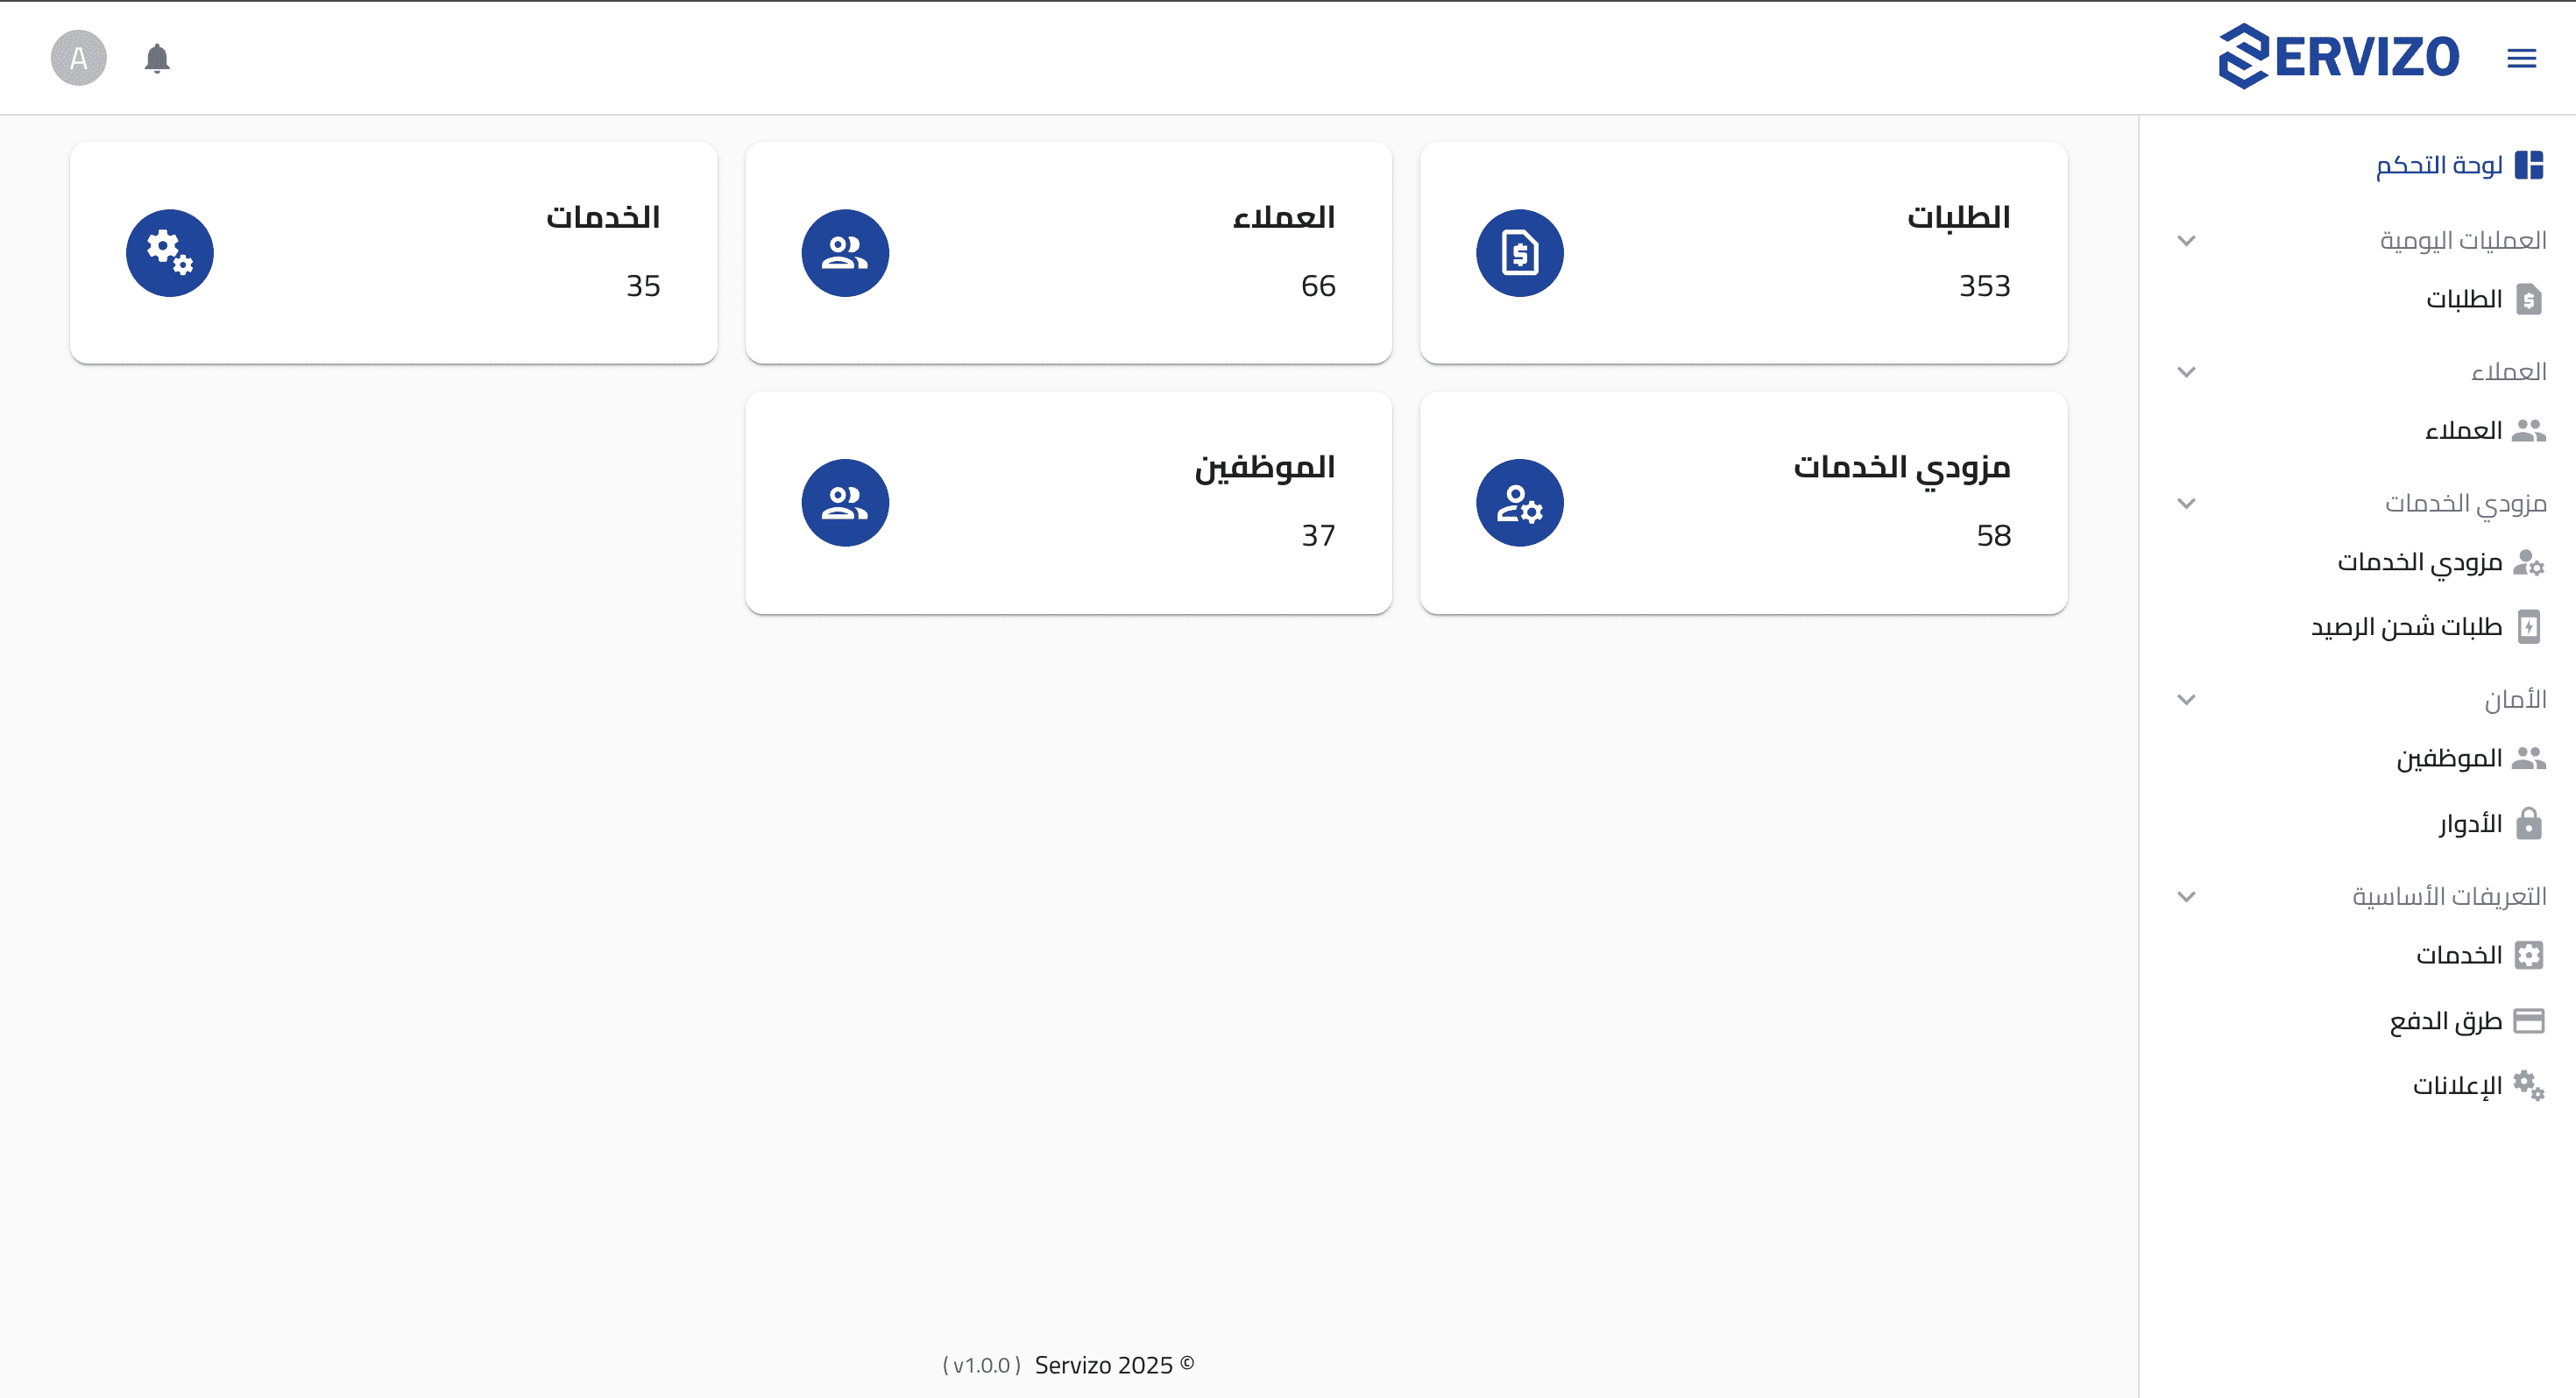 SERVIZO
A
لوحة التحكم
العمليات اليومية
الطلبات
العملاء
العملاء
مزودي الخدمات
مزودي الخدمات
طلبات شحن الرصيد
الأمان
الموظفين
الأدوار
التعريفات الأساسية
الخدمات
طرق الدفع
الإعلانات
الطلبات
353
العملاء
66
الخدمات
35
مزودي الخدمات
58
الموظفين
37
© Servizo 2025 ( v1.0.0 )